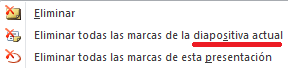 Eliminar
Eliminar todas las marcas de la diapositiva actual
Eliminar todas las marcas de esta presentación